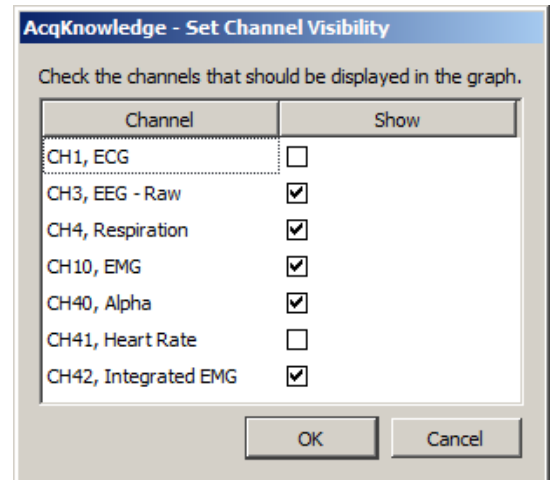 AcqKnowledge - Set Channel Visibility
Check the channels that should be displayed in the graph.
Channel Show
CH1, ECG
CH3, EEG - Raw
CH4, Respiration
CH10, EMG
CH40, Alpha
CH41, Heart Rate
CH42, Integrated EMG
OK Cancel